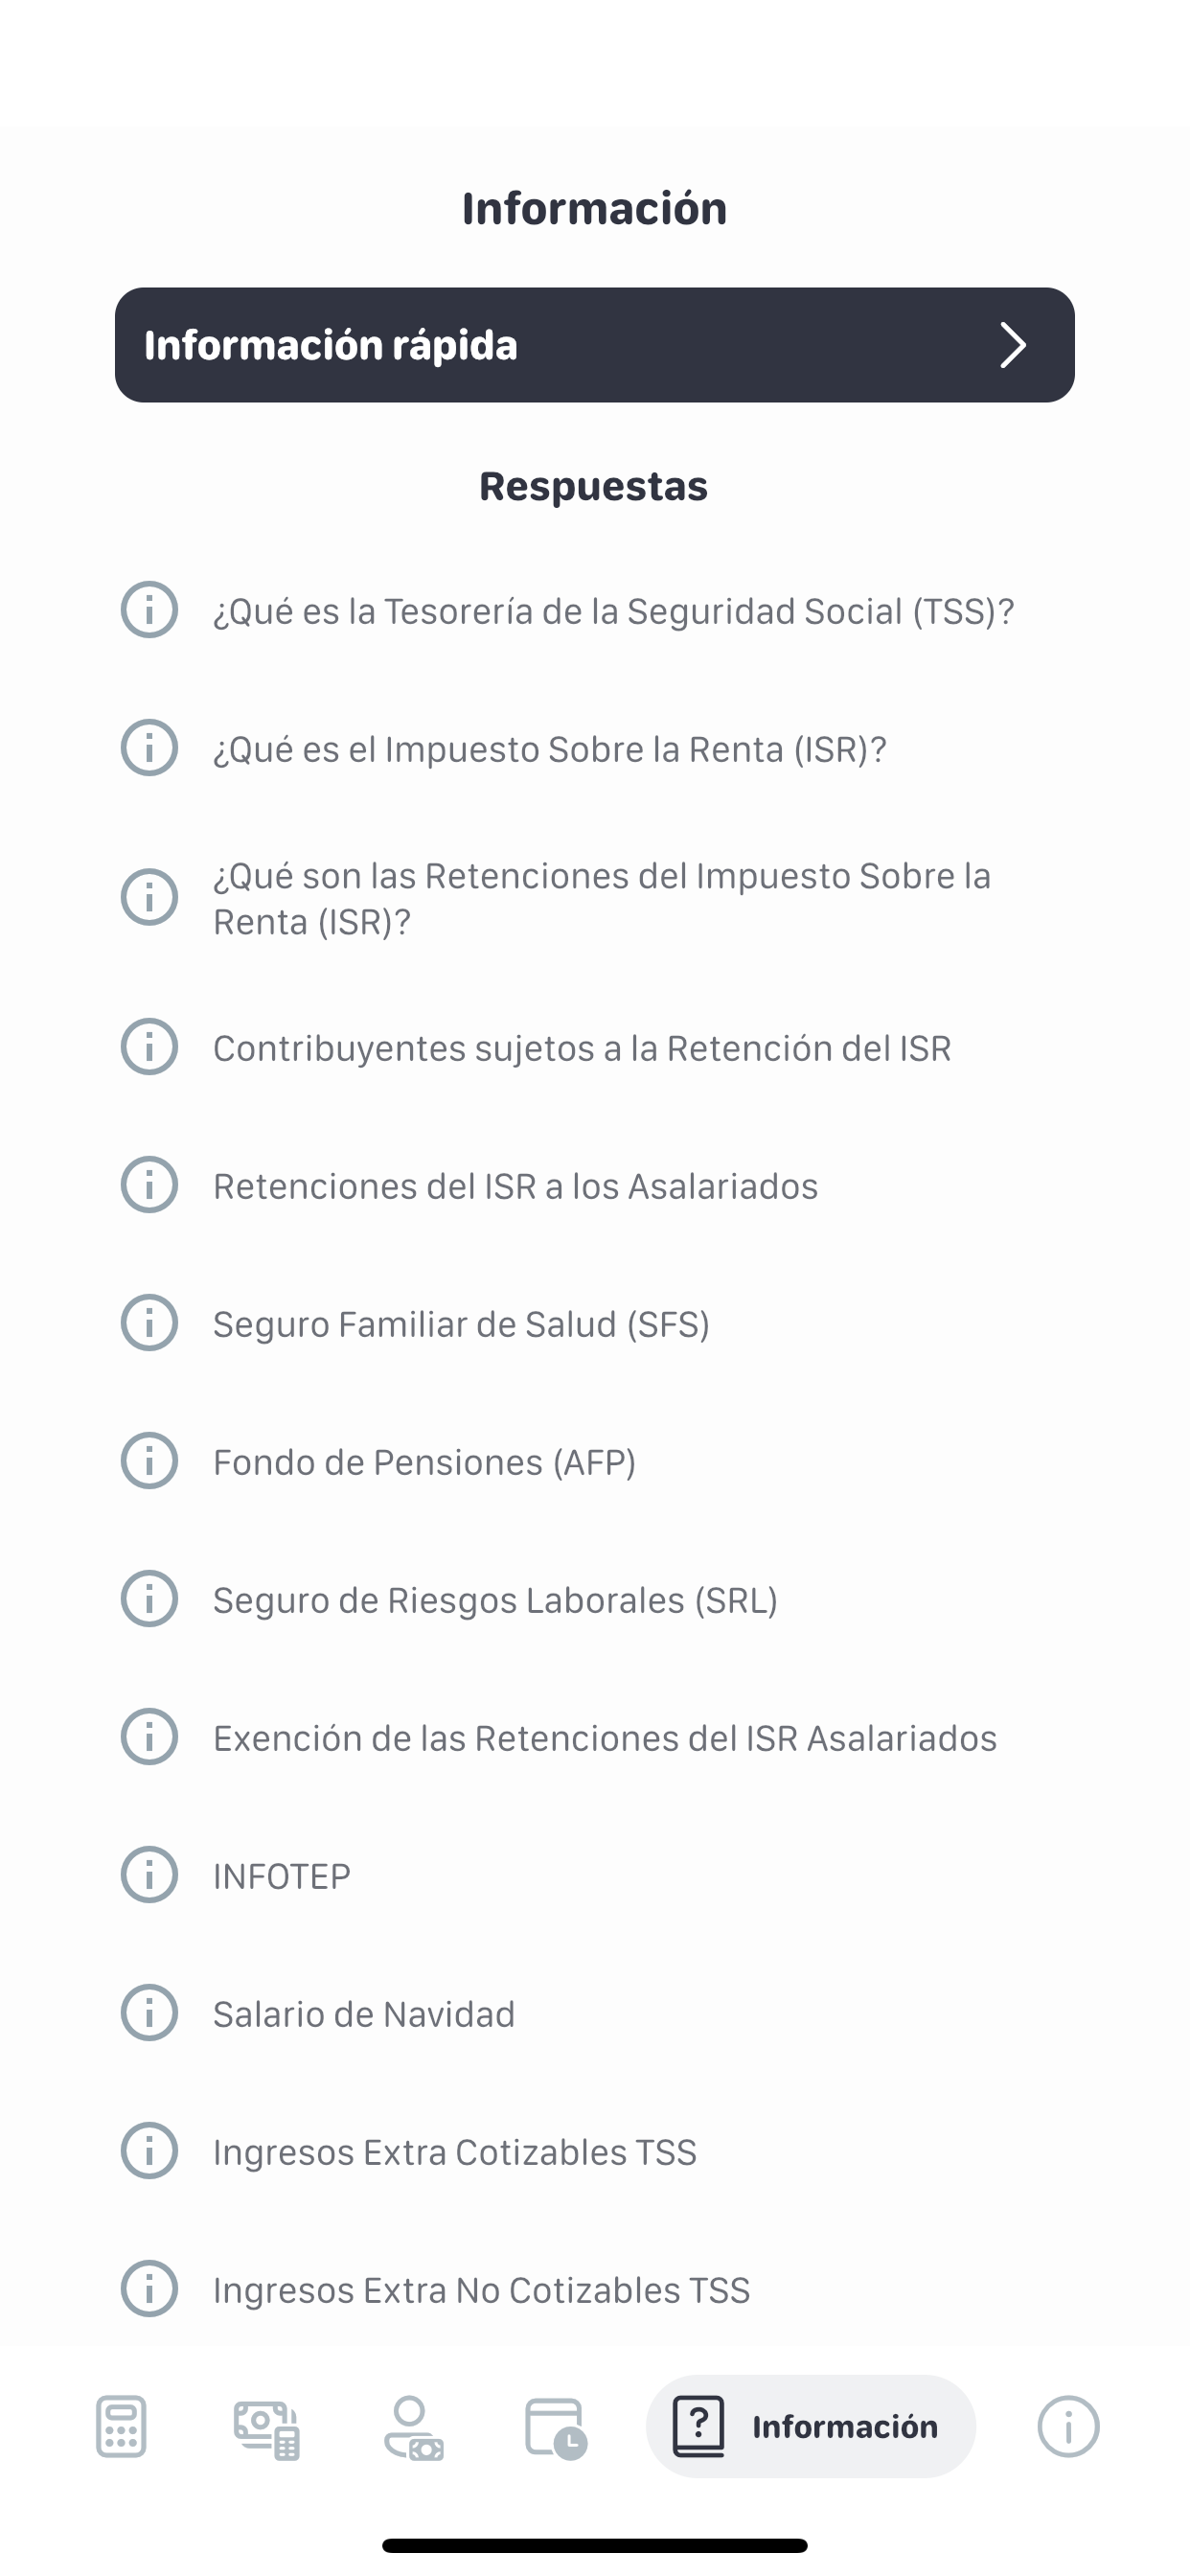 Información
Información rápida
Respuestas
¿Qué es la Tesorería de la Seguridad Social (TSS)?
¿Qué es el Impuesto Sobre la Renta (ISR)?
¿Qué son las Retenciones del Impuesto Sobre la
Renta (ISR)?
Contribuyentes sujetos a la Retención del ISR
Retenciones del ISR a los Asalariados
Seguro Familiar de Salud (SFS)
Fondo de Pensiones (AFP)
Seguro de Riesgos Laborales (SRL)
Exención de las Retenciones del ISR Asalariados
INFOTEP
Salario de Navidad
Ingresos Extra Cotizables TSS
Ingresos Extra No Cotizables TSS
Información